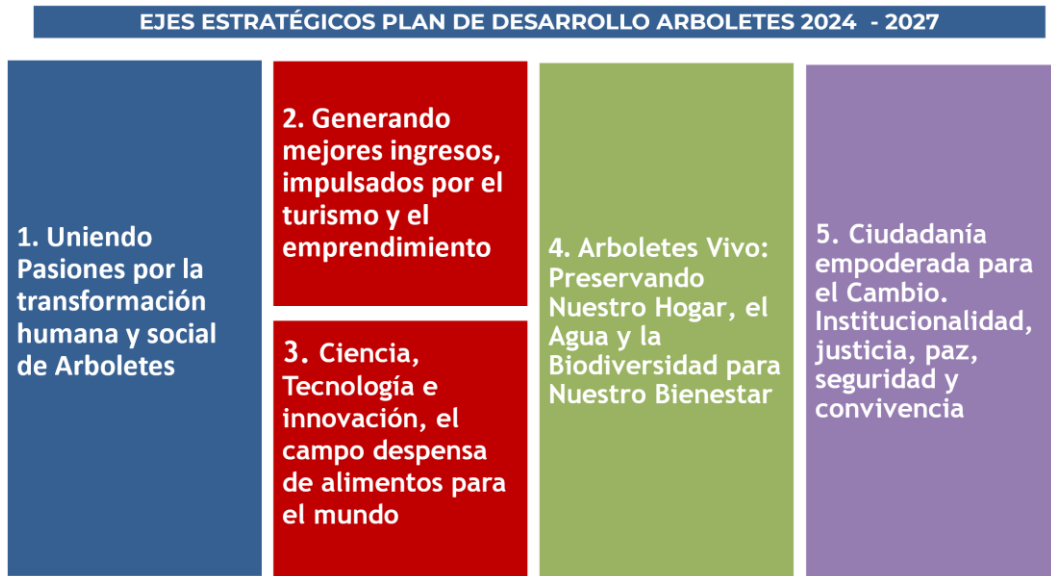 EJES ESTRATÉGICOS PLAN DE DESARROLLO ARBOLETES 2024 - 2027
1. Uniendo
Pasiones por la
transformación
humana y social
de Arboletes
2. Generando
mejores ingresos,
impulsados por el
turismo y el
emprendimiento
3. Ciencia,
Tecnología e
innovación, el
campo despensa
de alimentos para
el mundo
4. Arboletes Vivo:
Preservando
Nuestro Hogar, el
Agua y la
Biodiversidad para
Nuestro Bienestar
5. Ciudadanía
empoderada para
el Cambio.
Institucionalidad,
justicia, paz,
seguridad y
convivencia